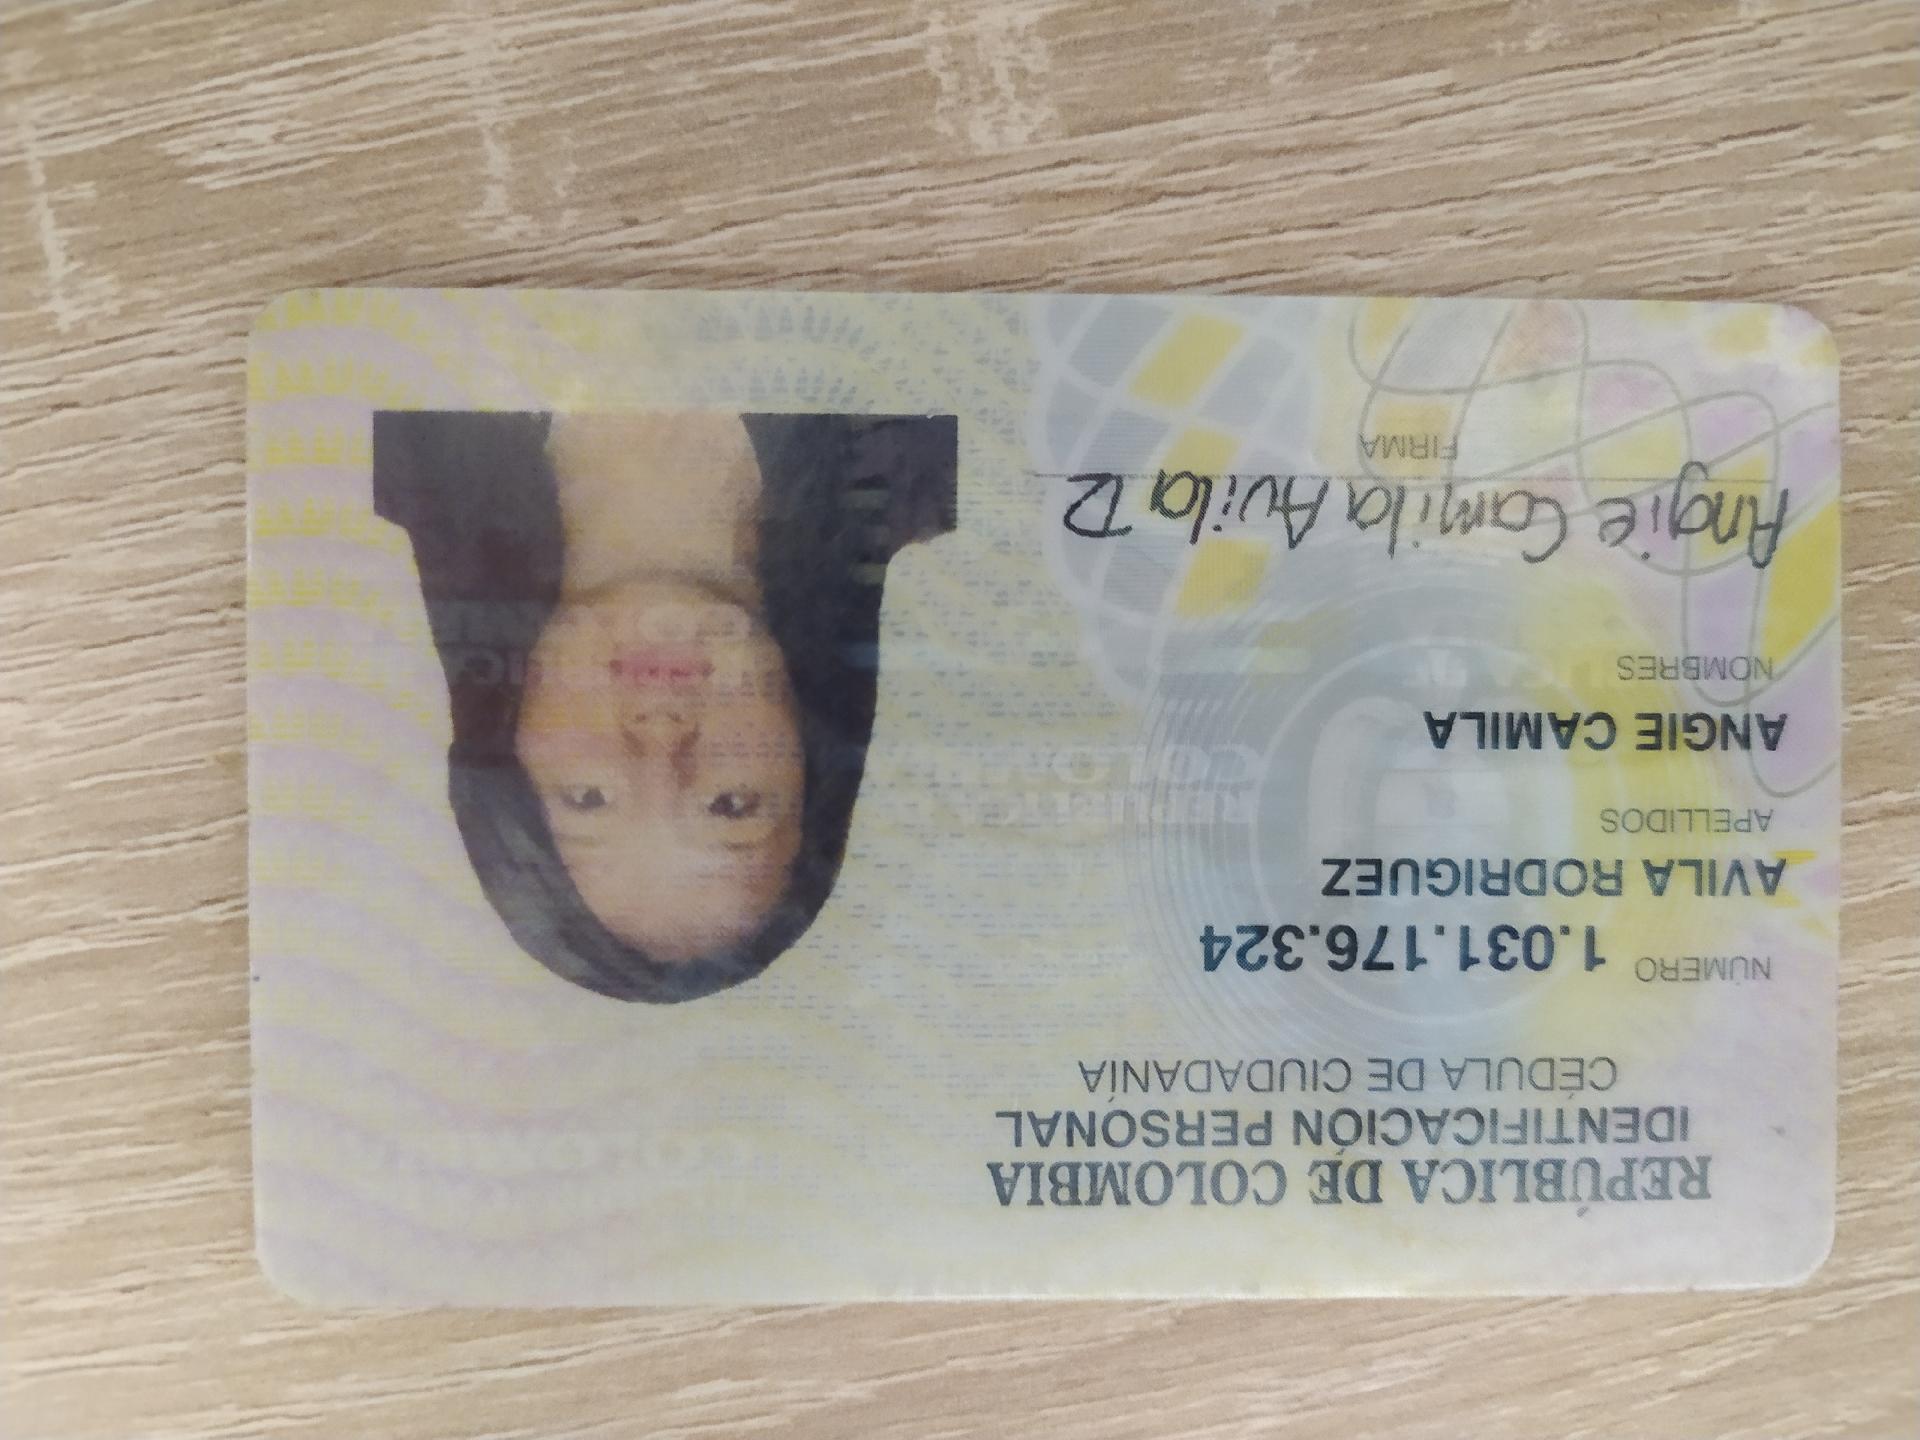 REPÚBLICA DE COLOMBIA
IDENTIFICACIÓN PERSONAL
CÉDULA DE CIUDADANÍA
NÚMERO 1.031.176.324
AVILA RODRIGUEZ
APELLIDOS
ANGIE CAMILA
NOMBRES
Angie Camila Avila R
FIRMA